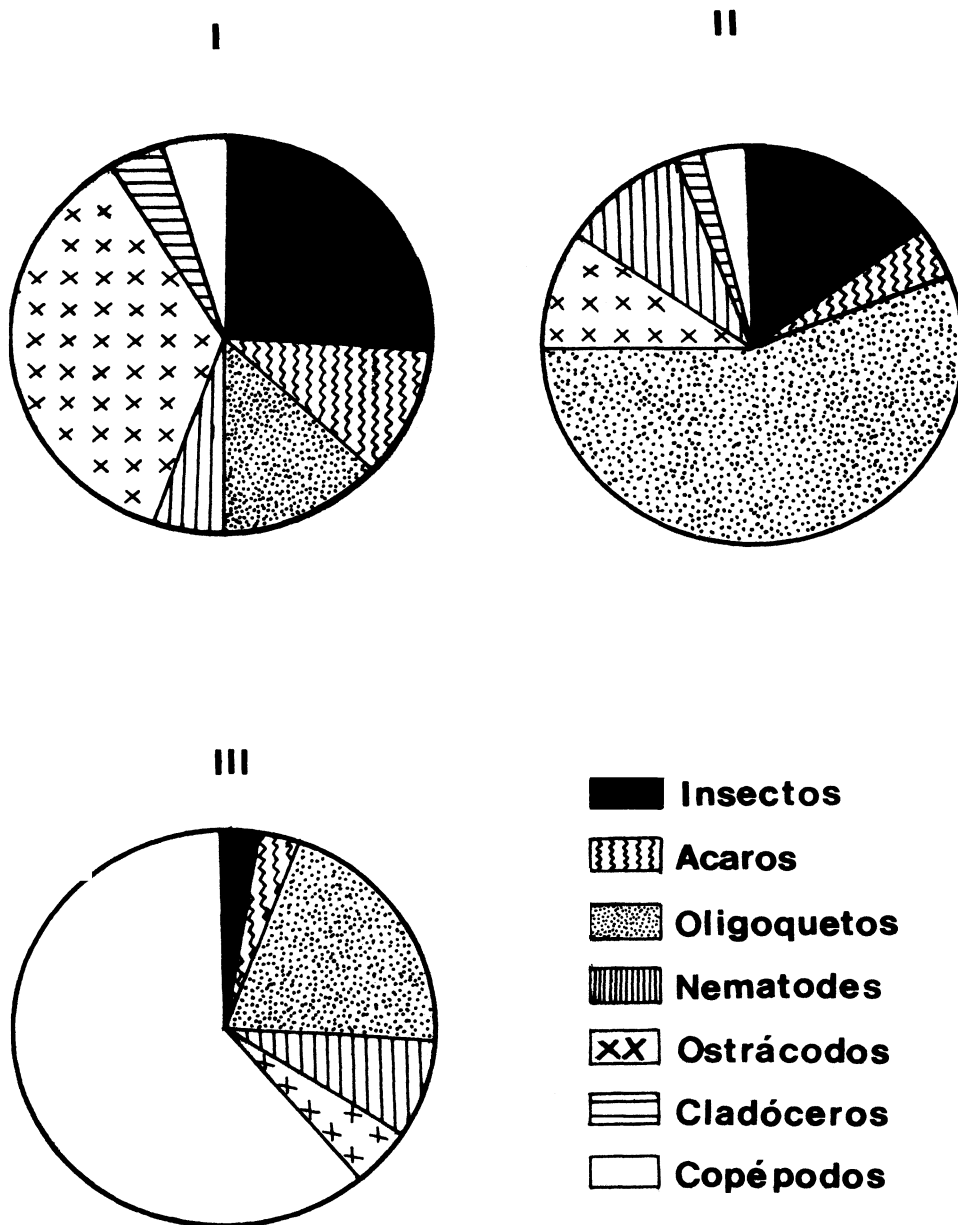 I
II
III
Insectos
Acaros
Oligoquetos
Nematodes
Ostrácodos
Cladóceros
Copépodos